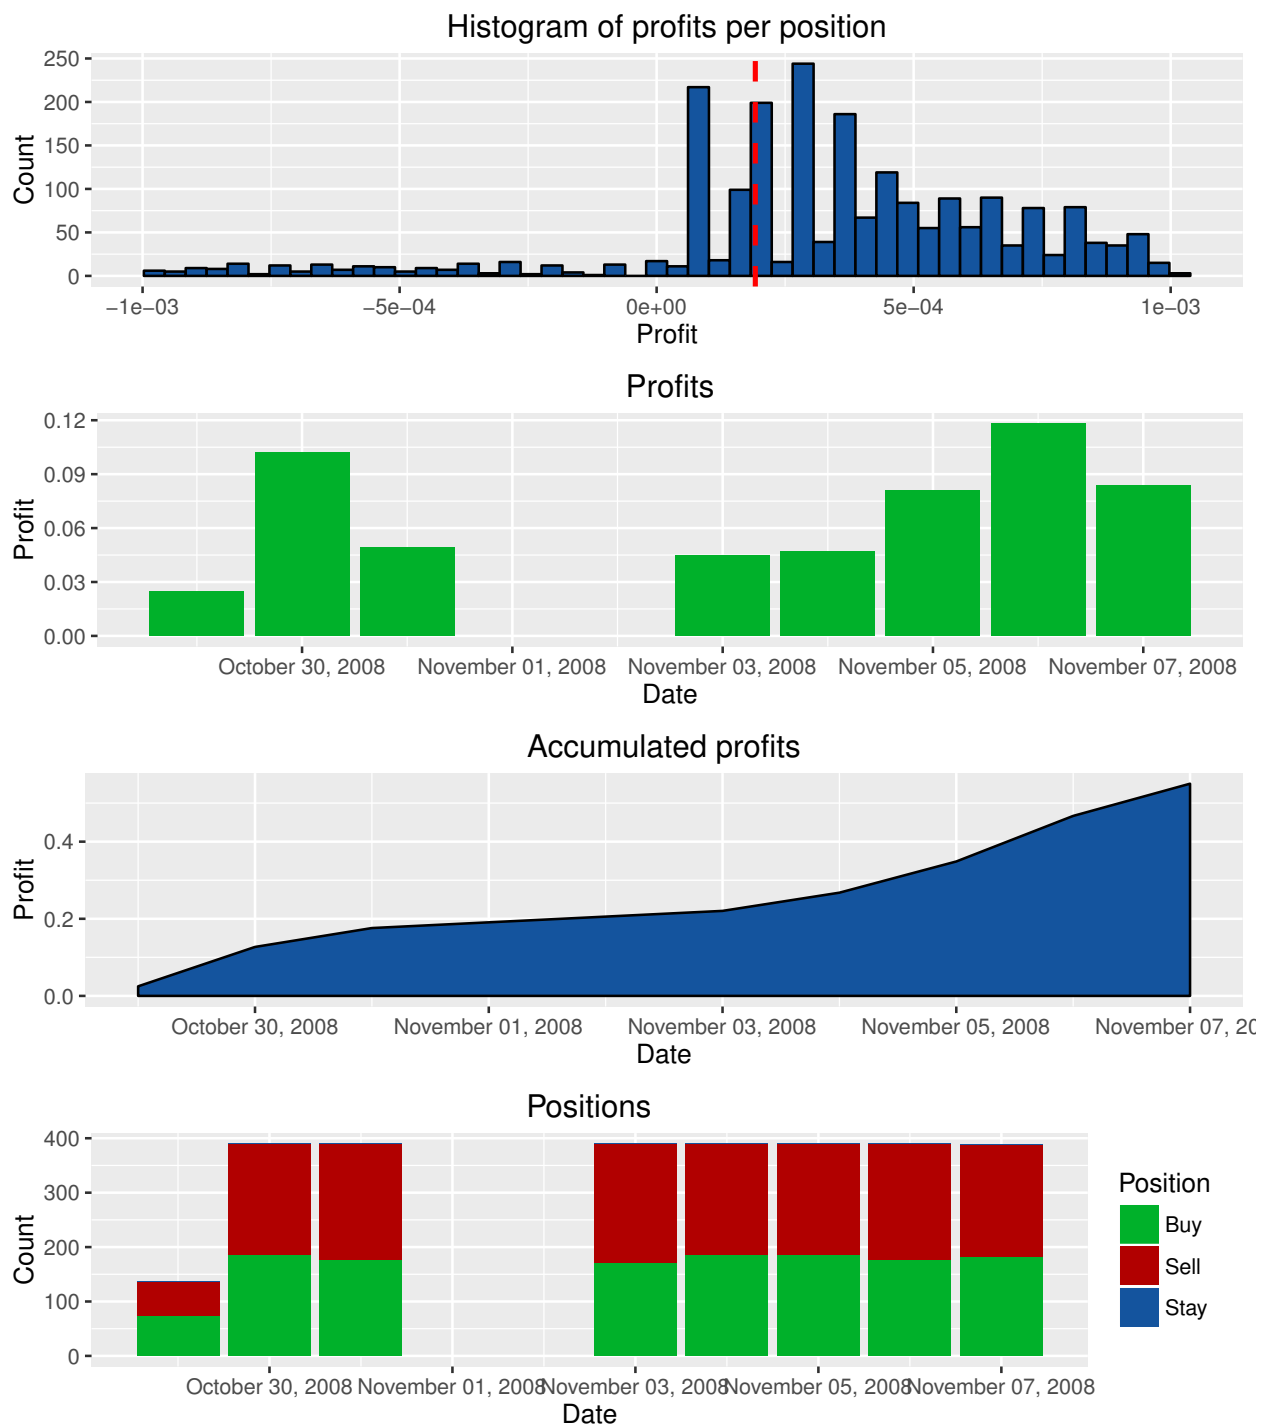 Histogram of profits per position
250
200
150
100
50
0
Count
−1e−03 −5e−04 0e+00 5e−04 1e−03
Profit
Profits
0.12
0.09
0.06
0.03
0.00
Profit
October 30, 2008 November 01, 2008 November 03, 2008 November 05, 2008 November 07, 2008
Date
Accumulated profits
0.4
0.2
0.0
Profit
October 30, 2008 November 01, 2008 November 03, 2008 November 05, 2008 November 07, 20
Date
Positions
400
300
200
100
0
Count
October 30, 2008 November 01, 2008 November 03, 2008 November 05, 2008 November 07, 2008
Date
Position
Buy
Sell
Stay